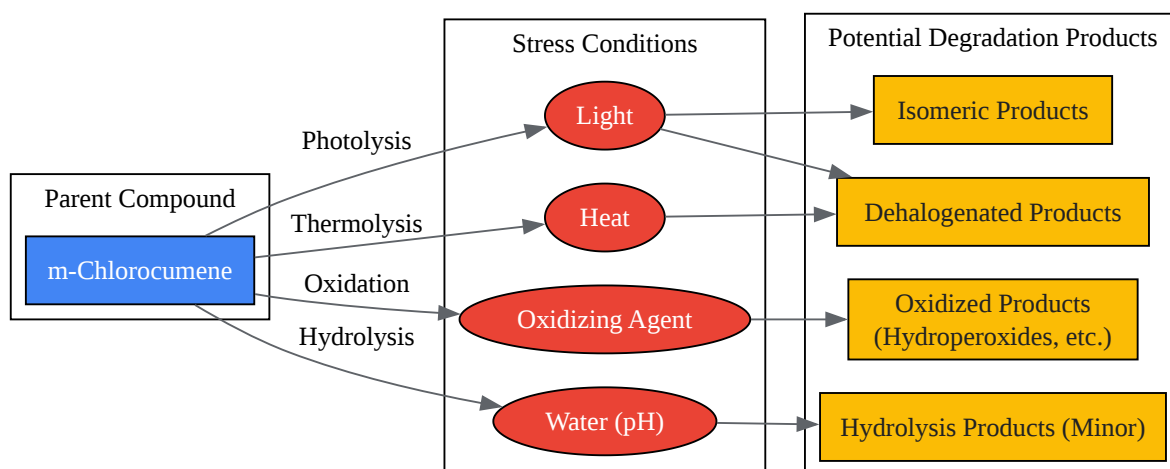 Parent Compound
m-Chlorocumene
Photolysis
Thermolysis
Oxidation
Hydrolysis
Stress Conditions
Light
Heat
Oxidizing Agent
Water (pH)
Potential Degradation Products
Isomeric Products
Dehalogenated Products
Oxidized Products
(Hydroperoxides, etc.)
Hydrolysis Products (Minor)